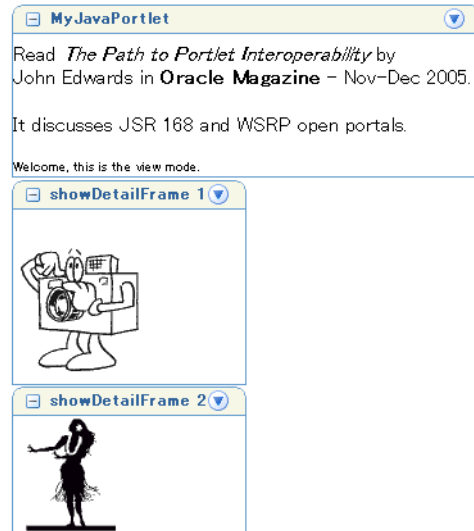 MyJavaPortlet
Read The Path to Portlet Interoperability by
John Edwards in Oracle Magazine - Nov-Dec 2005.
It discusses JSR 168 and WSRP open portals.
Welcome, this is the view mode.
showDetailFrame 1
showDetailFrame 2